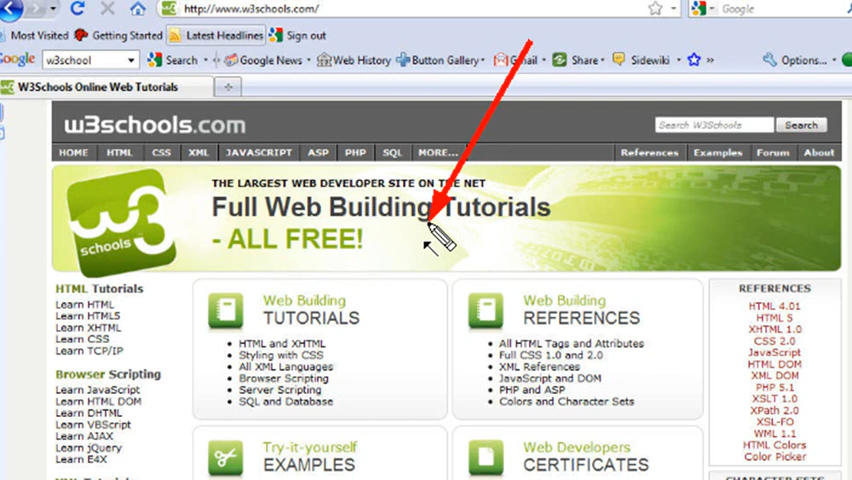 http://www.w3schools.com/
Google
Most Visited Getting Started Latest Headlines Sign out
Google w3school Search Google News Web History Button Gallery Gmail Share Sidewiki » Options...
W3Schools Online Web Tutorials
w3schools.com
Search W3Schools Search
HOME HTML CSS XML JAVASCRIPT ASP PHP SQL MORE... References Examples Forum About
w3
schools
THE LARGEST WEB DEVELOPER SITE ON THE NET
Full Web Building Tutorials
- ALL FREE!
HTML Tutorials
Learn HTML
Learn HTML5
Learn XHTML
Learn CSS
Learn TCP/IP
Browser Scripting
Learn JavaScript
Learn HTML DOM
Learn DHTML
Learn VBScript
Learn AJAX
Learn jQuery
Learn E4X
Web Building
TUTORIALS
• HTML and XHTML
• Styling with CSS
• All XML Languages
• Browser Scripting
• Server Scripting
• SQL and Database
Web Building
REFERENCES
• All HTML Tags and Attributes
• Full CSS 1.0 and 2.0
• XML References
• JavaScript and DOM
• PHP and ASP
• Colors and Character Sets
Try-it-yourself
EXAMPLES
Web Developers
CERTIFICATES
REFERENCES
HTML 4.01
HTML 5
XHTML 1.0
CSS 2.0
JavaScript
HTML DOM
XML DOM
PHP 5.1
XSLT 1.0
XPath 2.0
XSL-FO
WML 1.1
HTML Colors
Color Picker
CHARACTER SETS